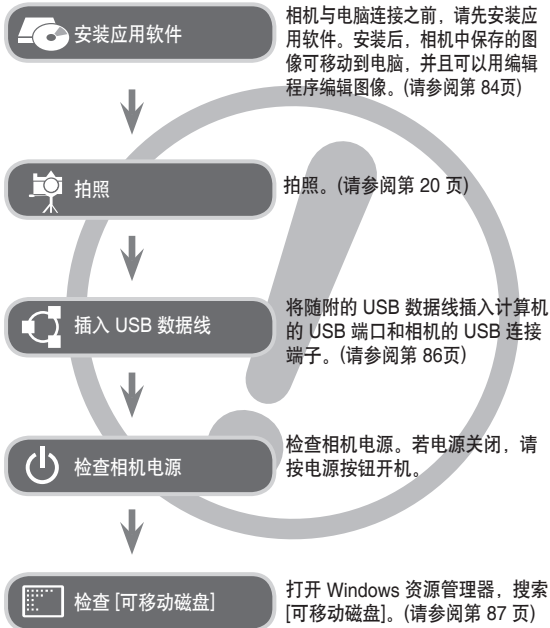 安装应用软件
相机与电脑连接之前，请先安装应
用软件。安装后，相机中保存的图
像可移动到电脑，并且可以用编辑
程序编辑图像。(请参阅第 84页)
拍照
拍照。(请参阅第 20 页)
插入 USB 数据线
将随附的 USB 数据线插入计算机
的 USB 端口和相机的 USB 连接
端子。(请参阅第 86页)
检查相机电源
检查相机电源。若电源关闭，请
按电源按钮开机。
检查 [可移动磁盘]
打开 Windows 资源管理器，搜索
[可移动磁盘]。(请参阅第 87 页)